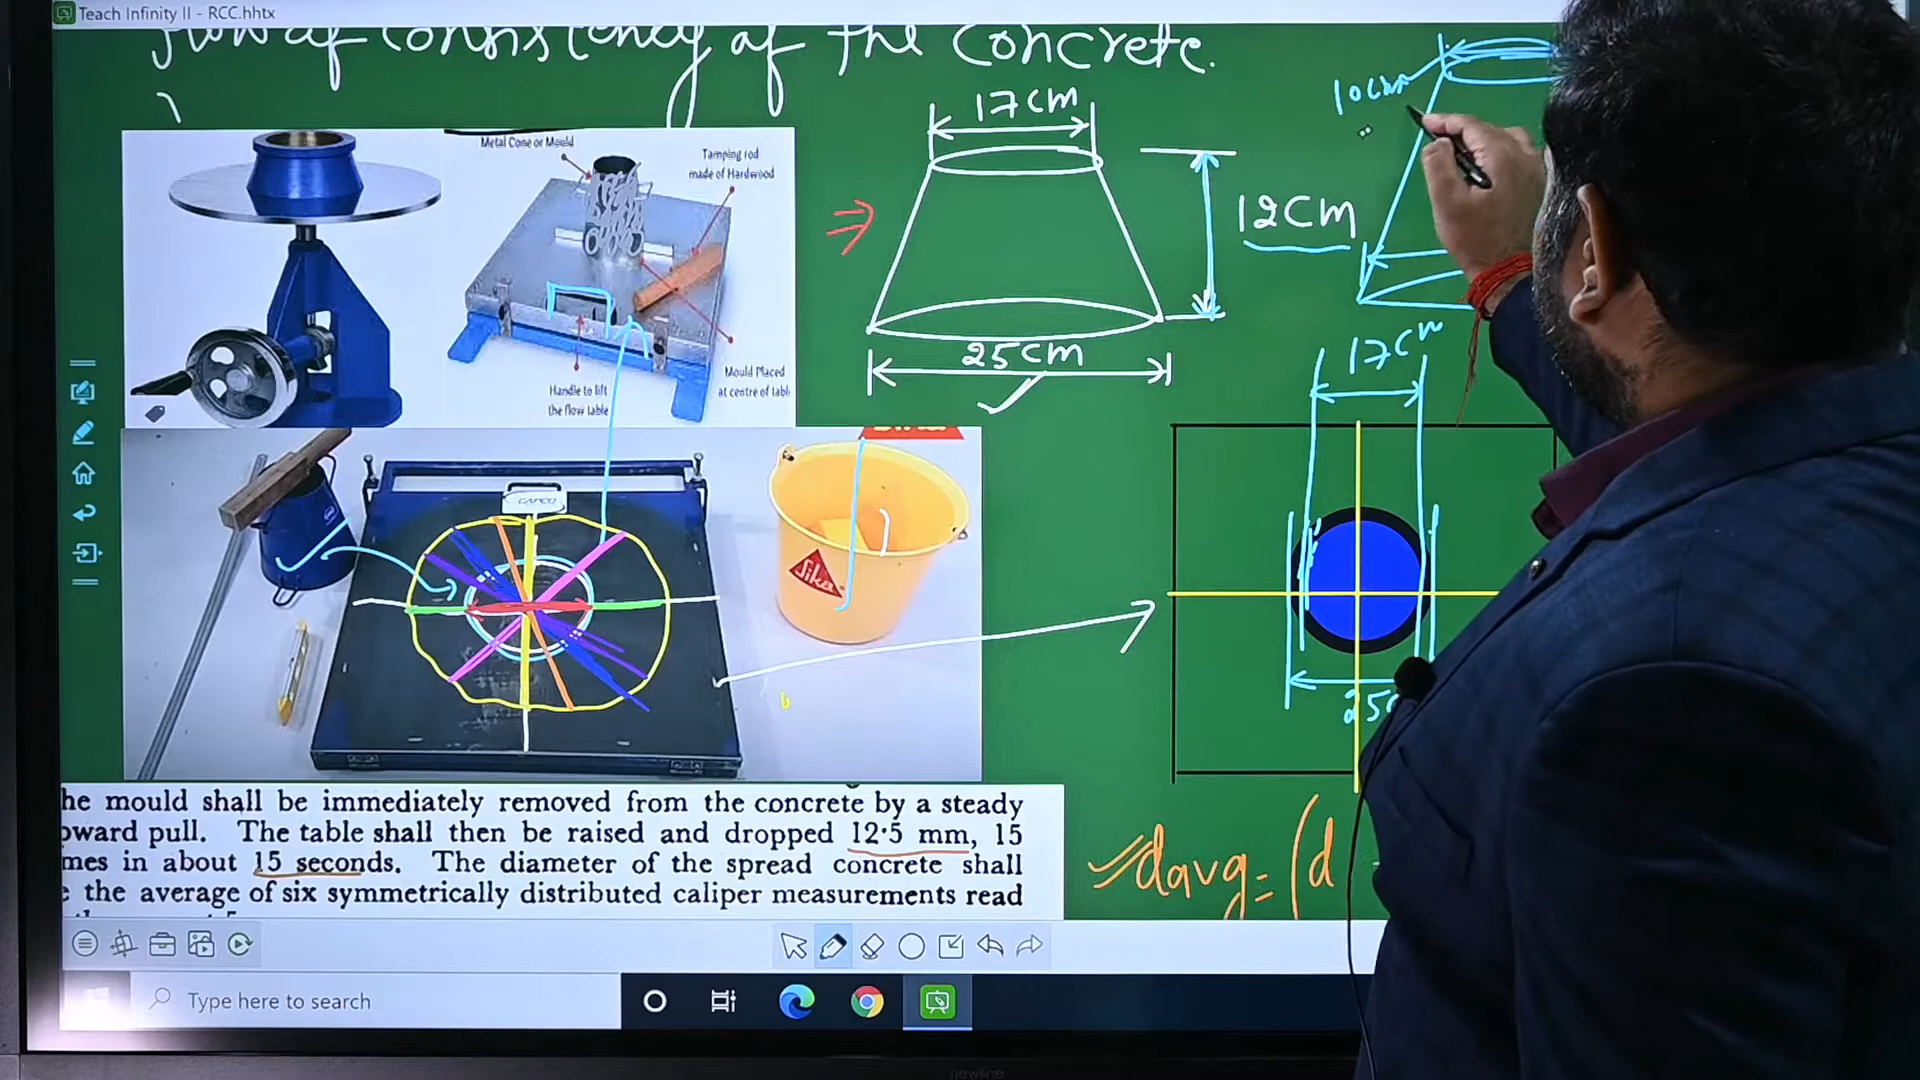 Teach Infinity II - RCC.hhtx
flow of consistency of the concrete.
17cm
10cm
Metal Cone or Mould
Tamping rod
made of Hardwood
12cm
25cm
Mould Placed
at centre of tabl
Handle to lift
the flow table
17cm
CAPCO
Sika
he mould shall be immediately removed from the concrete by a steady
pward pull. The table shall then be raised and dropped 12·5 mm, 15
mes in about 15 seconds. The diameter of the spread concrete shall
e the average of six symmetrically distributed caliper measurements read
davg = (d
Type here to search
newline